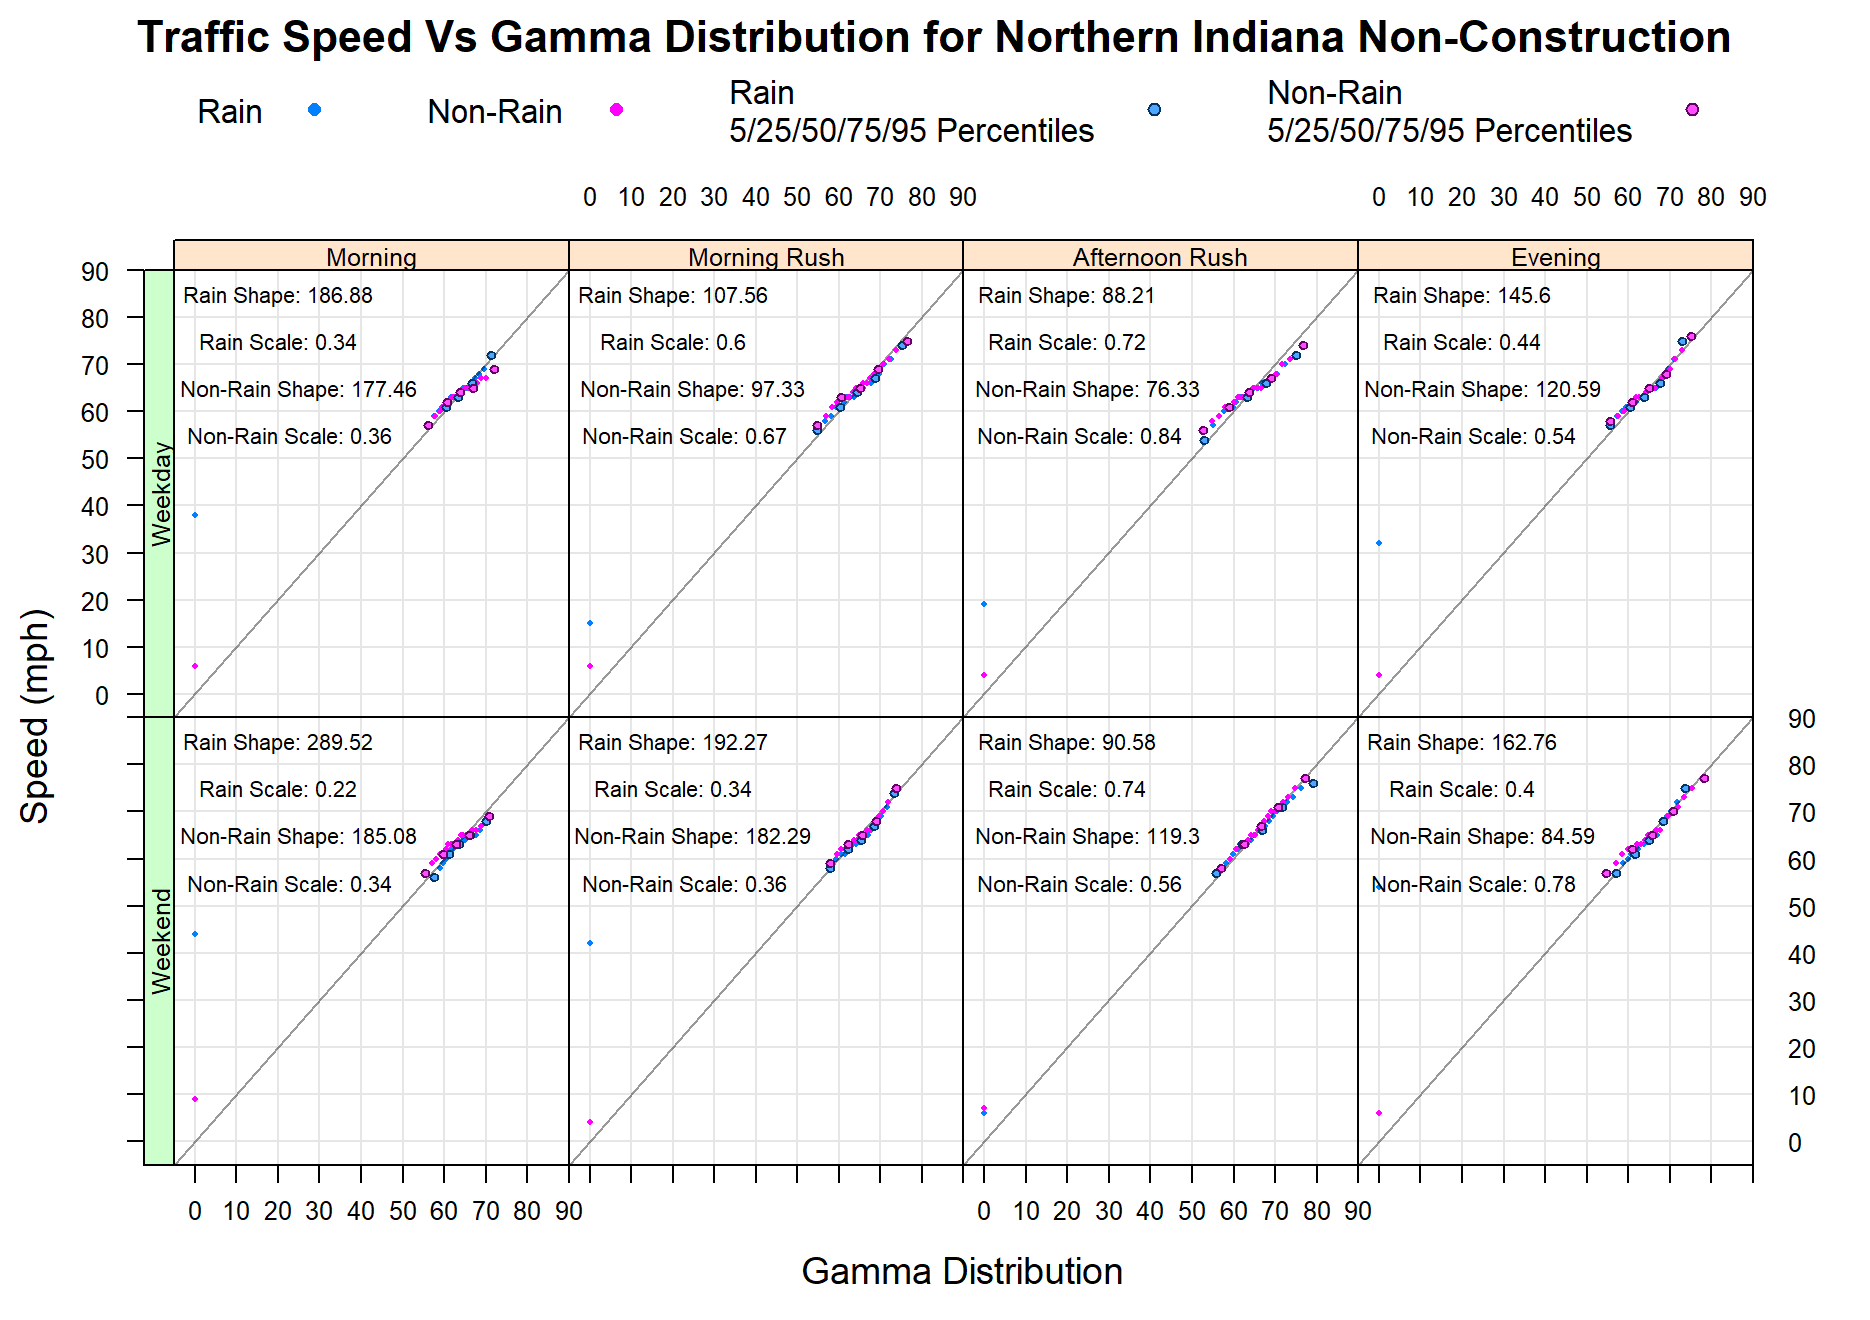 Traffic Speed Vs Gamma Distribution for Northern Indiana Non-Construction
Rain
Non-Rain
Rain
5/25/50/75/95 Percentiles
Non-Rain
5/25/50/75/95 Percentiles
0 10 20 30 40 50 60 70 80 90
0 10 20 30 40 50 60 70 80 90
Morning
Morning Rush
Afternoon Rush
Evening
90
80
70
60
50
40
30
20
10
0
Weekday
Rain Shape: 186.88
Rain Scale: 0.34
Non-Rain Shape: 177.46
Non-Rain Scale: 0.36
Rain Shape: 107.56
Rain Scale: 0.6
Non-Rain Shape: 97.33
Non-Rain Scale: 0.67
Rain Shape: 88.21
Rain Scale: 0.72
Non-Rain Shape: 76.33
Non-Rain Scale: 0.84
Rain Shape: 145.6
Rain Scale: 0.44
Non-Rain Shape: 120.59
Non-Rain Scale: 0.54
Speed (mph)
Weekend
Rain Shape: 289.52
Rain Scale: 0.22
Non-Rain Shape: 185.08
Non-Rain Scale: 0.34
Rain Shape: 192.27
Rain Scale: 0.34
Non-Rain Shape: 182.29
Non-Rain Scale: 0.36
Rain Shape: 90.58
Rain Scale: 0.74
Non-Rain Shape: 119.3
Non-Rain Scale: 0.56
Rain Shape: 162.76
Rain Scale: 0.4
Non-Rain Shape: 84.59
Non-Rain Scale: 0.78
90
80
70
60
50
40
30
20
10
0
0 10 20 30 40 50 60 70 80 90
0 10 20 30 40 50 60 70 80 90
Gamma Distribution